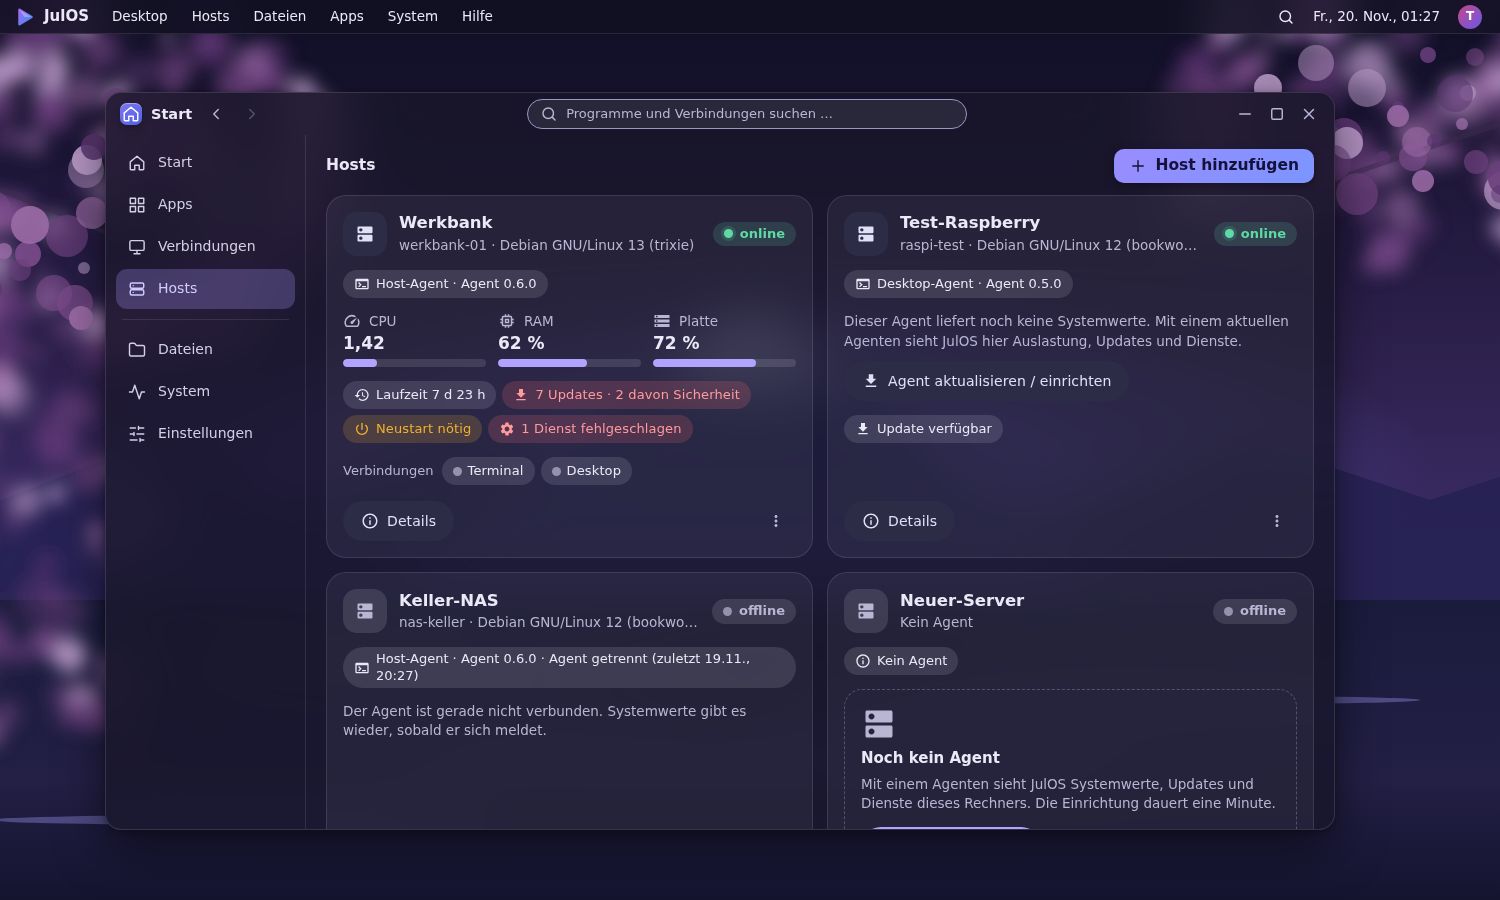 JulOS Desktop Hosts Dateien Apps System Hilfe Fr., 20. Nov., 01:27 T
Start Programme und Verbindungen suchen ...
Start
Apps
Verbindungen
Hosts
Dateien
System
Einstellungen
Hosts Host hinzufügen
Werkbank
werkbank-01 · Debian GNU/Linux 13 (trixie)
online
Host-Agent · Agent 0.6.0
CPU RAM Platte
1,42 62 % 72 %
Laufzeit 7 d 23 h 7 Updates · 2 davon Sicherheit
Neustart nötig 1 Dienst fehlgeschlagen
Verbindungen Terminal Desktop
Details
Test-Raspberry
raspi-test · Debian GNU/Linux 12 (bookwo...
online
Desktop-Agent · Agent 0.5.0
Dieser Agent liefert noch keine Systemwerte. Mit einem aktuellen
Agenten sieht JulOS hier Auslastung, Updates und Dienste.
Agent aktualisieren / einrichten
Update verfügbar
Details
Keller-NAS
nas-keller · Debian GNU/Linux 12 (bookwo...
offline
Host-Agent · Agent 0.6.0 · Agent getrennt (zuletzt 19.11.,
20:27)
Der Agent ist gerade nicht verbunden. Systemwerte gibt es
wieder, sobald er sich meldet.
Neuer-Server
Kein Agent
offline
Kein Agent
Noch kein Agent
Mit einem Agenten sieht JulOS Systemwerte, Updates und
Dienste dieses Rechners. Die Einrichtung dauert eine Minute.